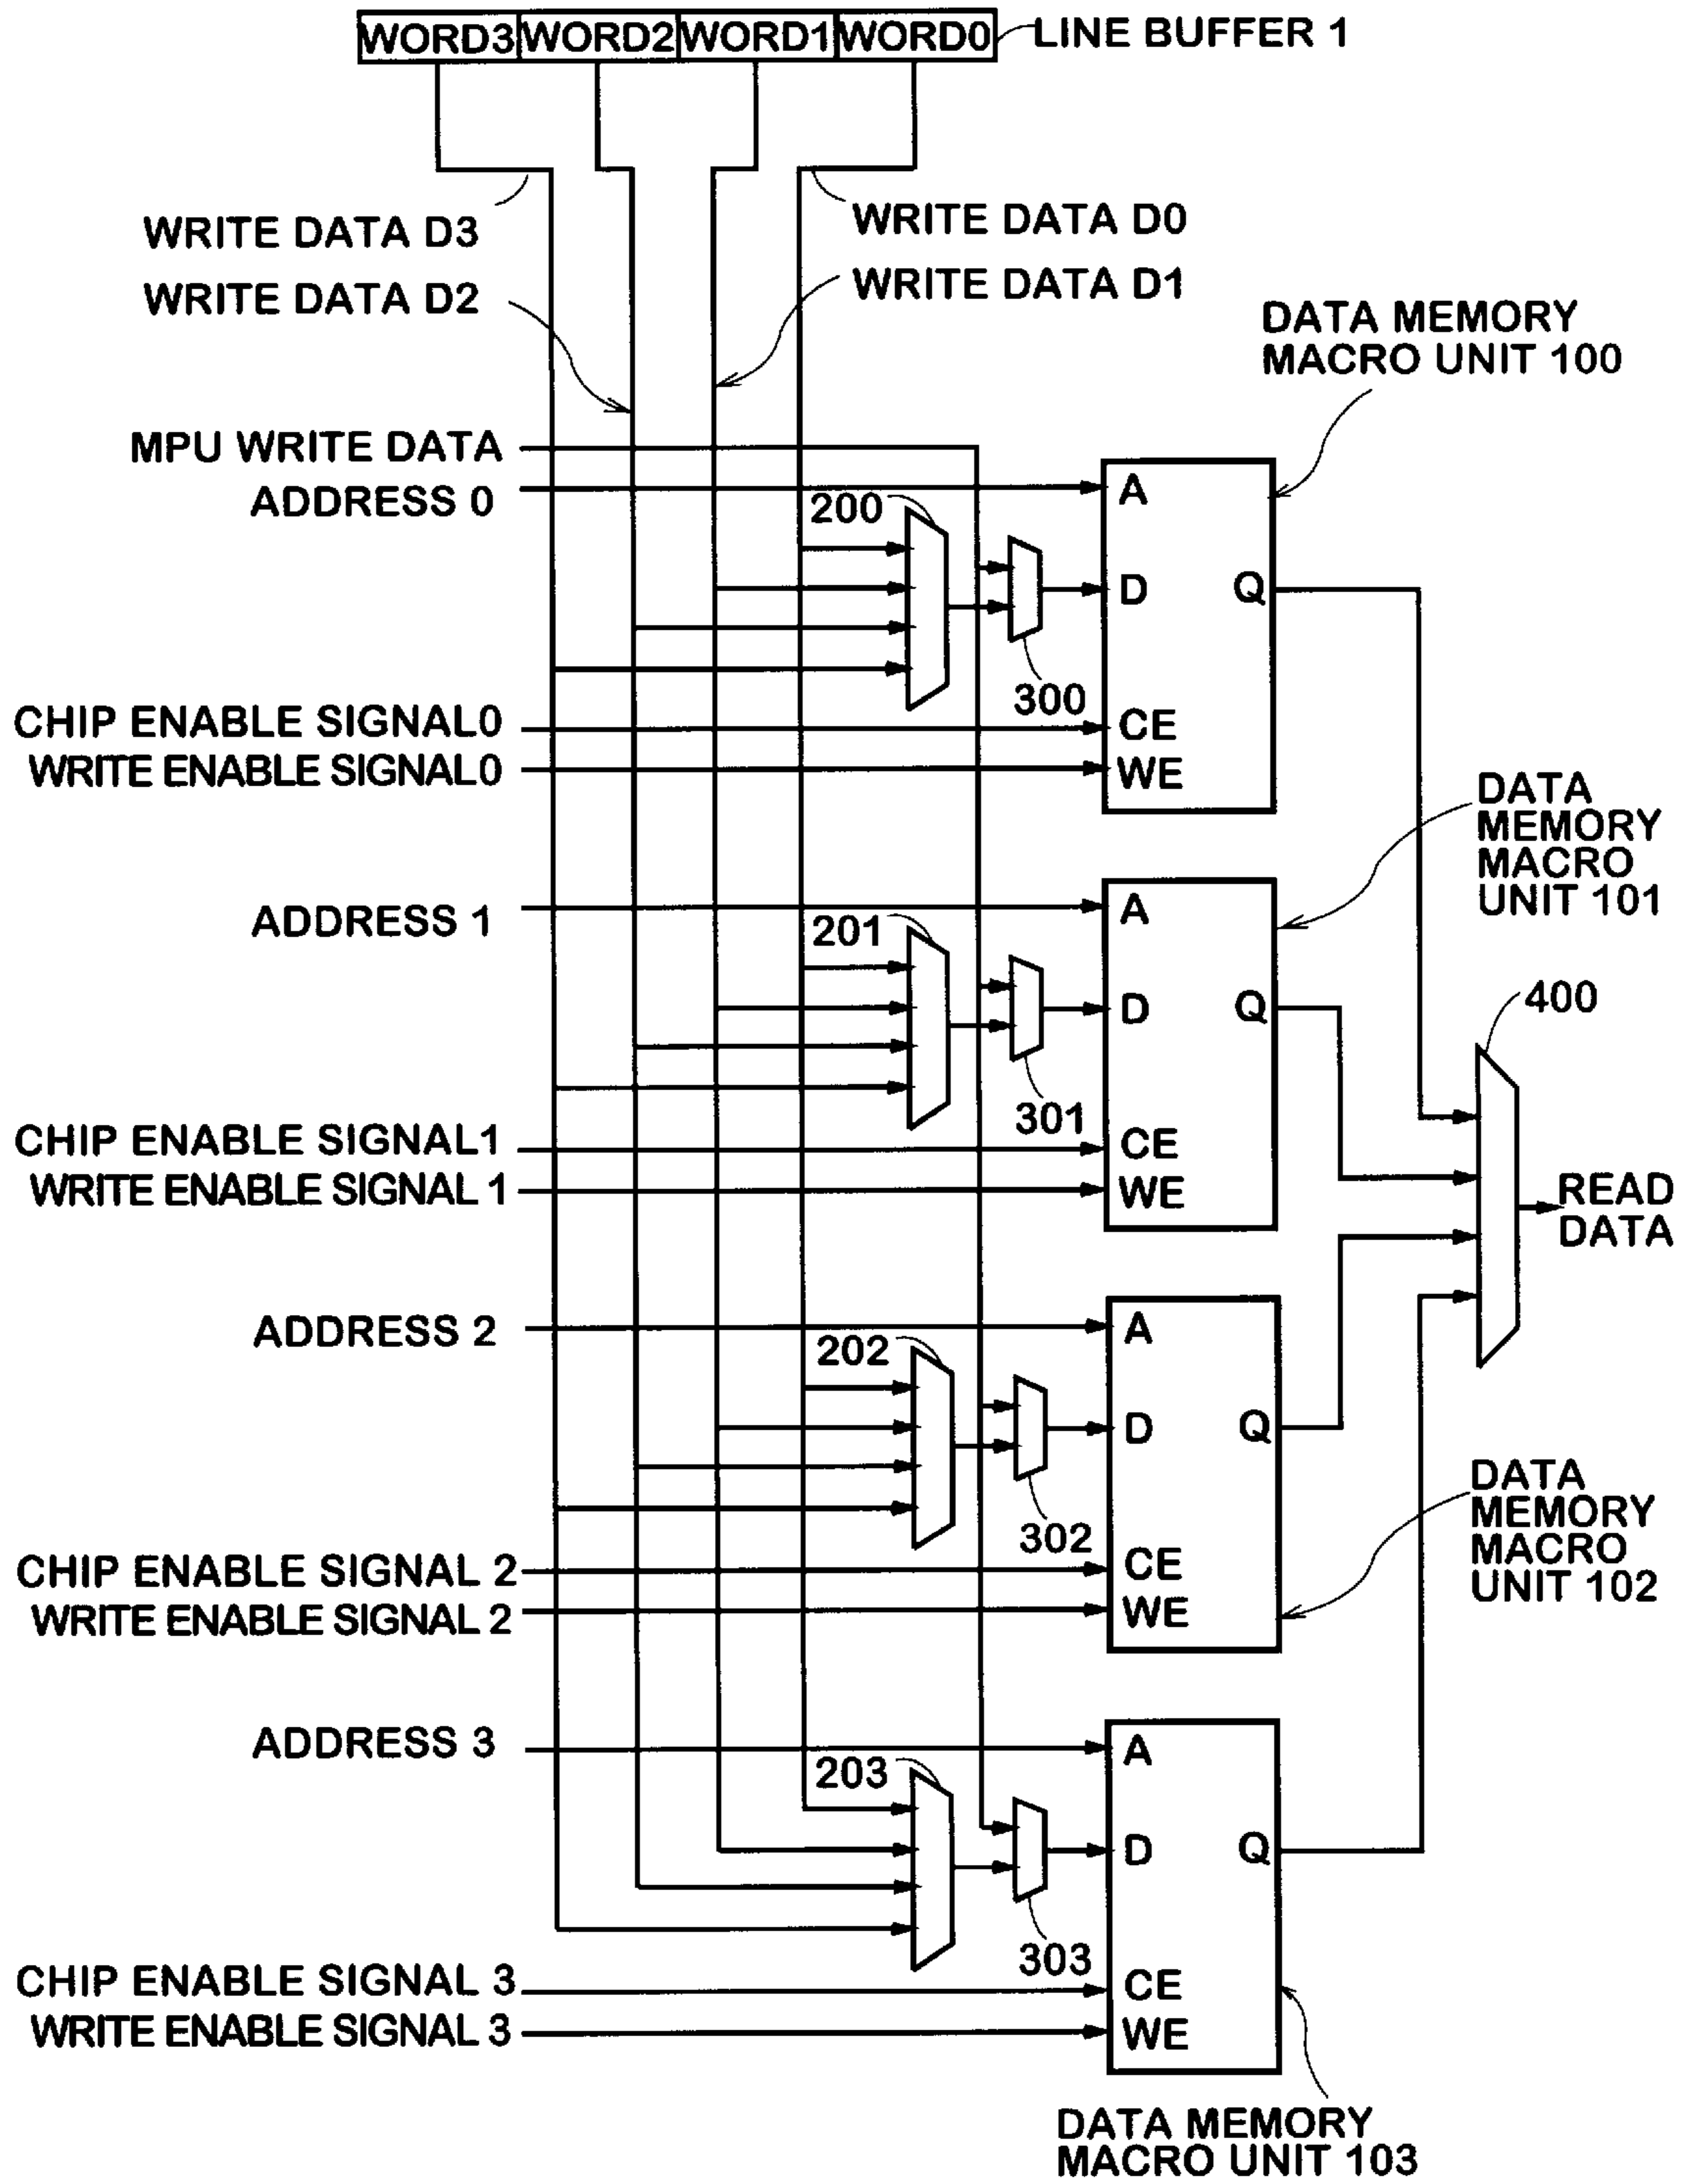 WORD3 WORD2 WORD1 WORD0 LINE BUFFER 1
WRITE DATA D3
WRITE DATA D0
WRITE DATA D2
WRITE DATA D1
DATA MEMORY
MACRO UNIT 100
MPU WRITE DATA
ADDRESS 0
A
200
D
Q
300
CHIP ENABLE SIGNAL0
CE
WRITE ENABLE SIGNAL0
WE
DATA
MEMORY
MACRO
UNIT 101
ADDRESS 1
A
201
D
Q
400
301
CHIP ENABLE SIGNAL1
CE
WRITE ENABLE SIGNAL 1
WE
READ
DATA
ADDRESS 2
A
202
D
Q
DATA
MEMORY
MACRO
UNIT 102
302
CHIP ENABLE SIGNAL 2
CE
WRITE ENABLE SIGNAL 2
WE
ADDRESS 3
A
203
D
Q
303
CHIP ENABLE SIGNAL 3
CE
WRITE ENABLE SIGNAL 3
WE
DATA MEMORY
MACRO UNIT 103